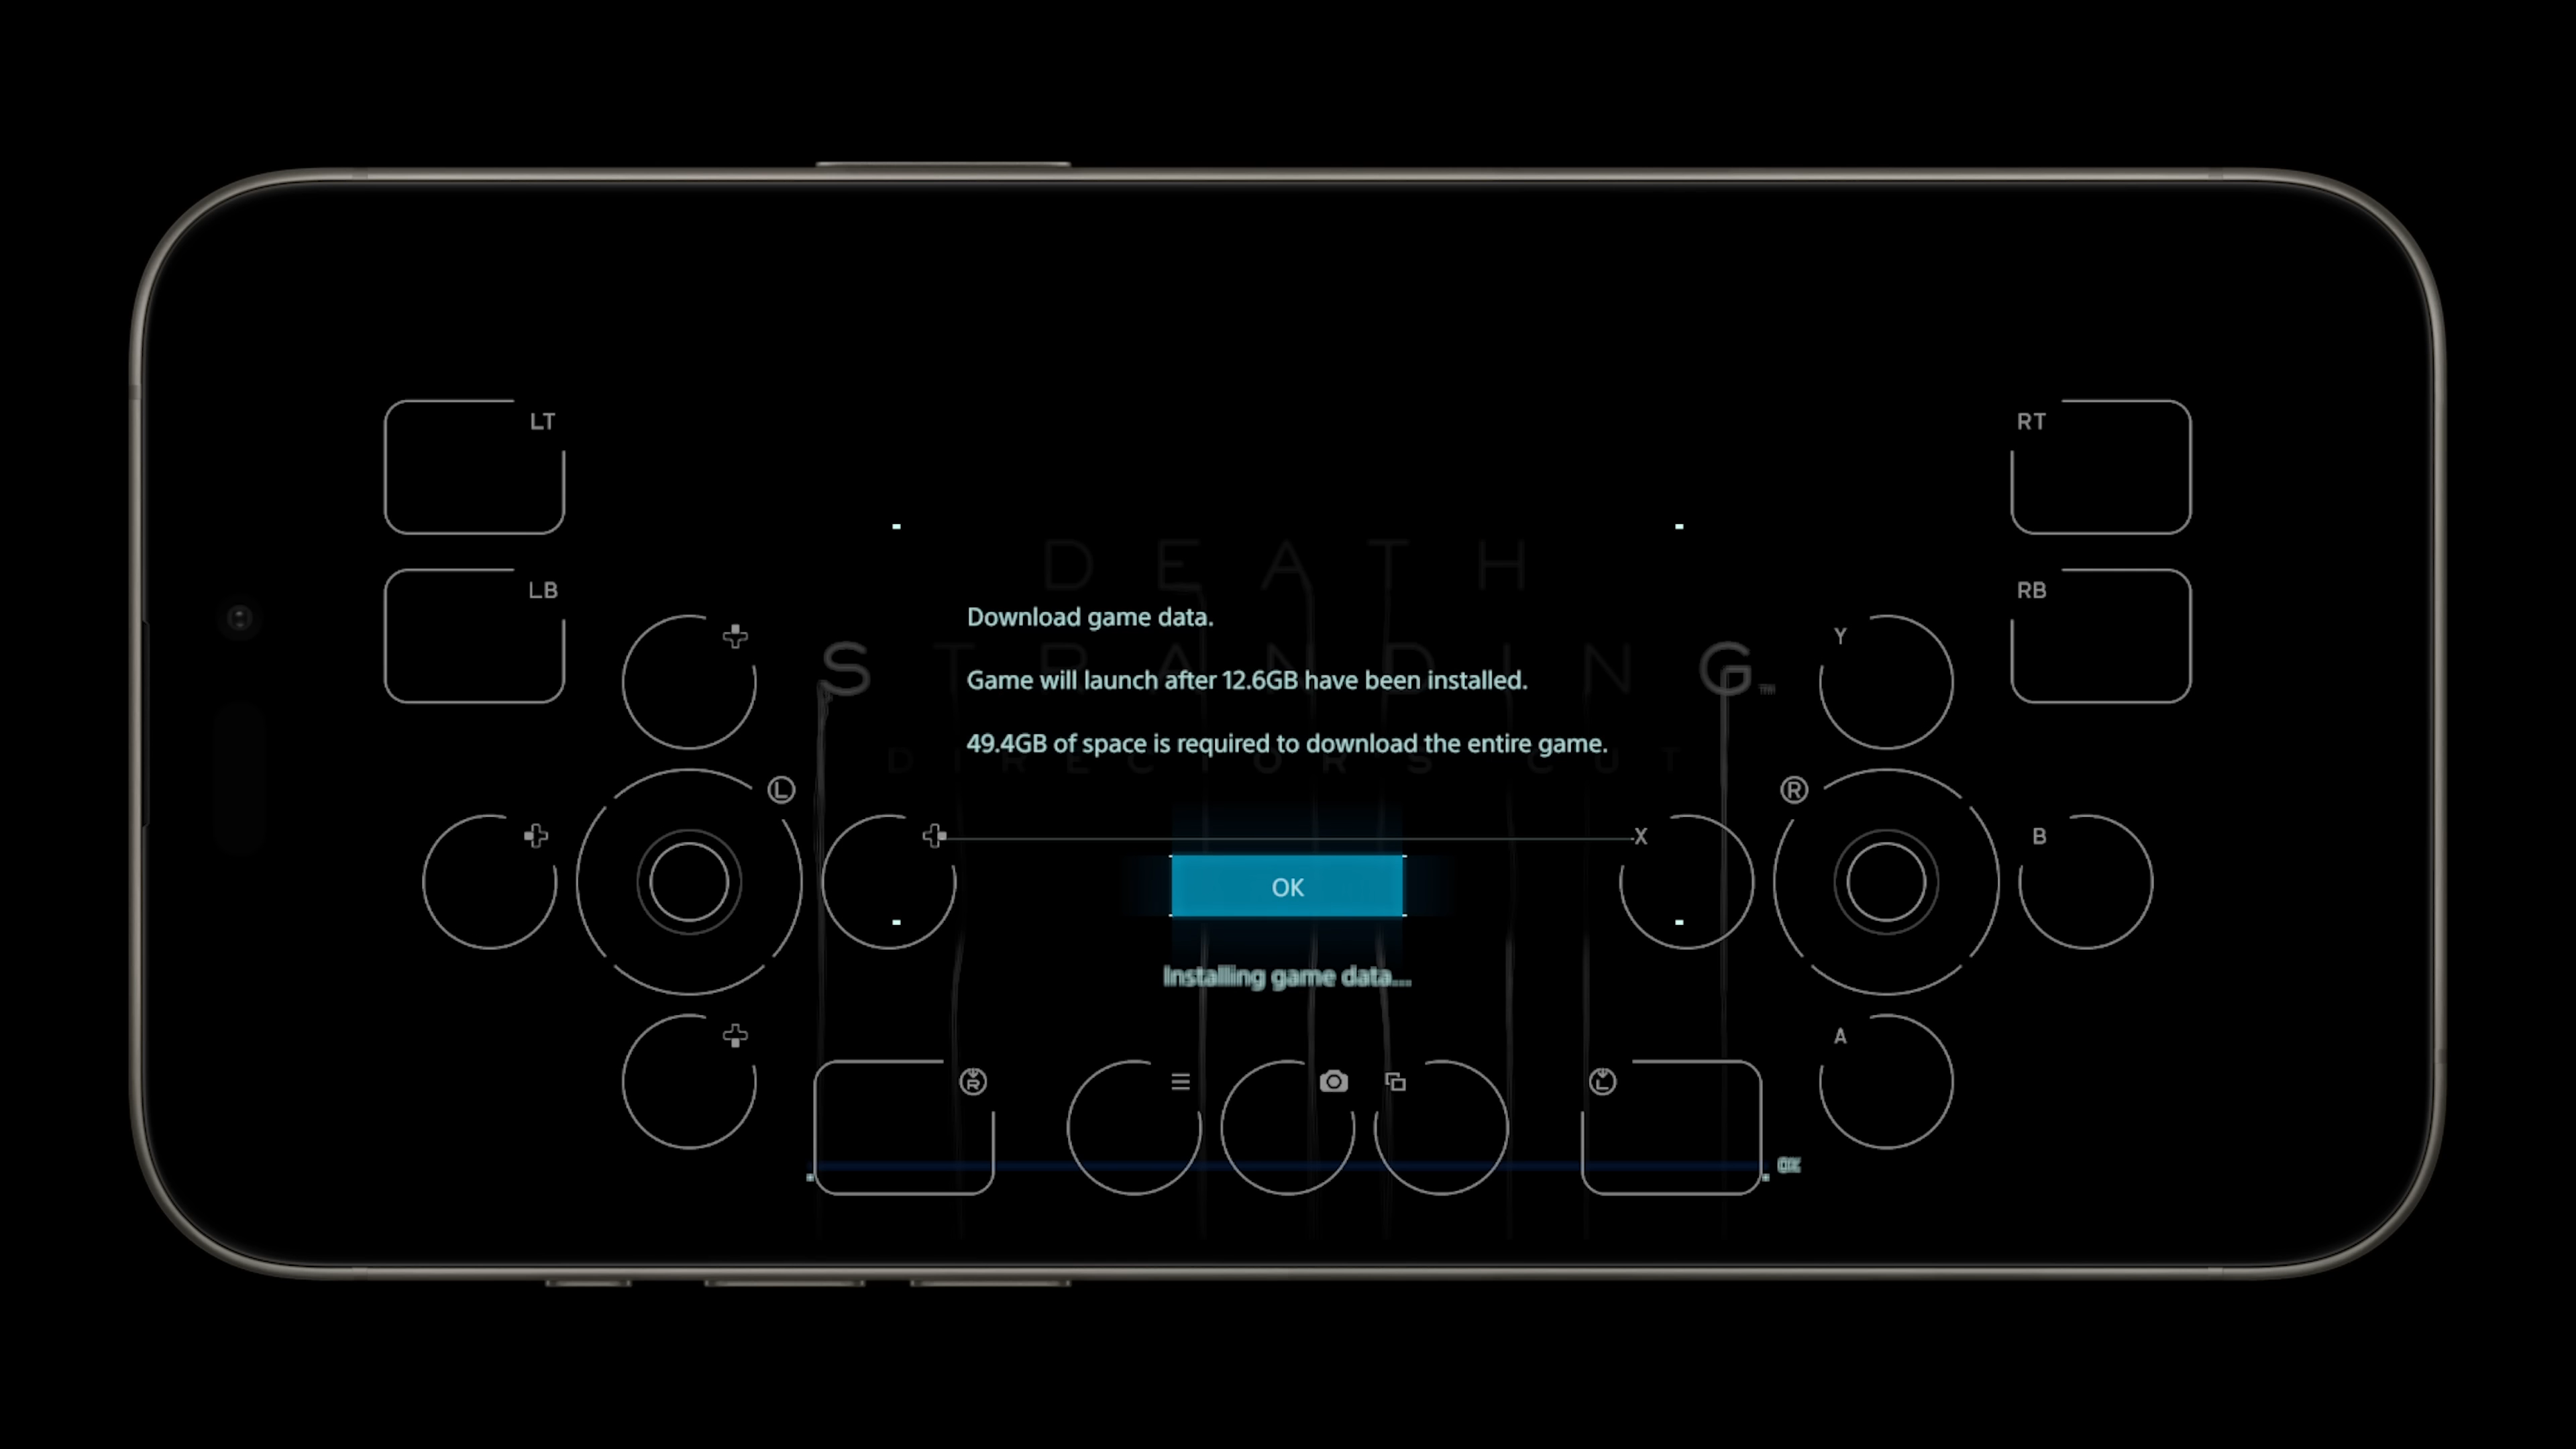 LT
RT
DEATH
LB
RB
Download game data.
Y
STRANDING™
Game will launch after 12.6GB have been installed.
49.4GB of space is required to download the entire game.
DIRECTOR'S CUT
L
R
X
B
OK
Installing game data...
A
R
L